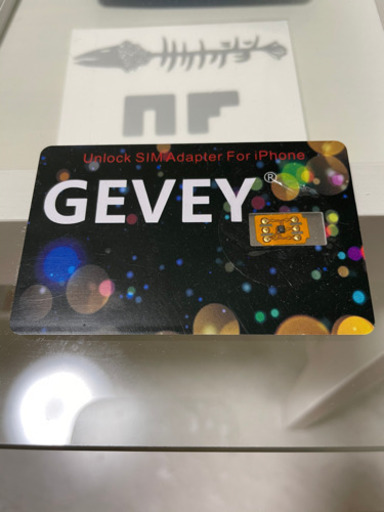 Unlock SIM Adapter For iPhone
GEVEY®